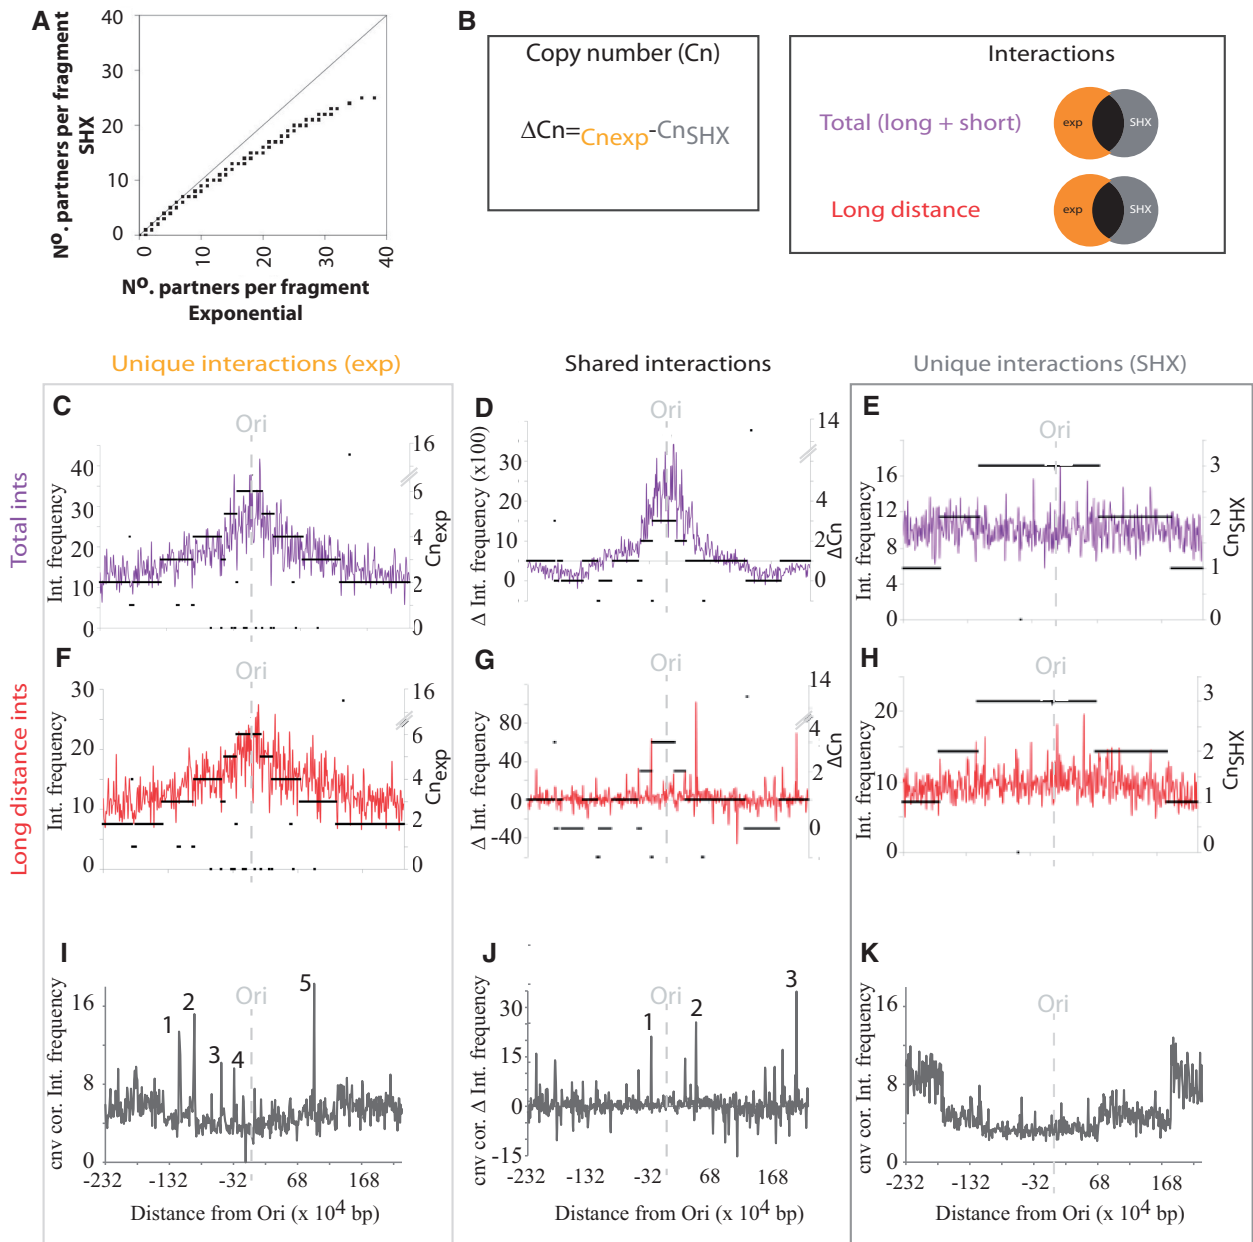 A
Nº. partners per fragment
SHX
40
30
20
10
0
0
10
20
30
40
Nº. partners per fragment
Exponential
B
Copy number (Cn)
ΔCn=Cnexp-CnSHX
Interactions
Total (long + short)
exp
SHX
Long distance
exp
SHX
Unique interactions (exp)
Shared interactions
Unique interactions (SHX)
Total ints
C
Ori
Int. frequency
40
30
20
10
0
16
6
4
2
0
Cnexp
D
Ori
Δ Int. frequency (x100)
30
20
10
0
14
4
2
0
ΔCn
E
Ori
Int. frequency
16
12
8
4
0
3
2
1
0
CnSHX
Long distance ints
F
Ori
Int. frequency
30
20
10
0
16
6
4
2
0
Cnexp
G
Ori
Δ Int. frequency
80
40
0
-40
14
4
2
0
ΔCn
H
Ori
Int. frequency
20
10
0
3
2
1
0
CnSHX
I
Ori
cnv cor. Int. frequency
16
8
0
1
2
3
4
5
-232
-132
-32
68
168
Distance from Ori (x 10⁴ bp)
J
Ori
cnv cor. Δ Int. frequency
30
15
0
-15
1
2
3
-232
-132
-32
68
168
Distance from Ori (x 10⁴ bp)
K
Ori
cnv cor. Int. frequency
16
8
0
-232
-132
-32
68
168
Distance from Ori (x 10⁴ bp)